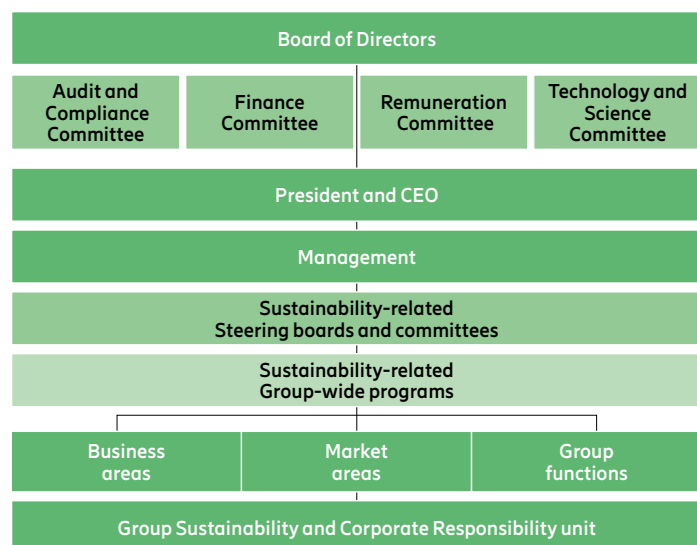 Board of Directors
Audit and
Compliance
Committee
Finance
Committee
Remuneration
Committee
Technology and
Science
Committee
President and CEO
Management
Sustainability-related
Steering boards and committees
Sustainability-related
Group-wide programs
Business
areas
Market
areas
Group
functions
Group Sustainability and Corporate Responsibility unit